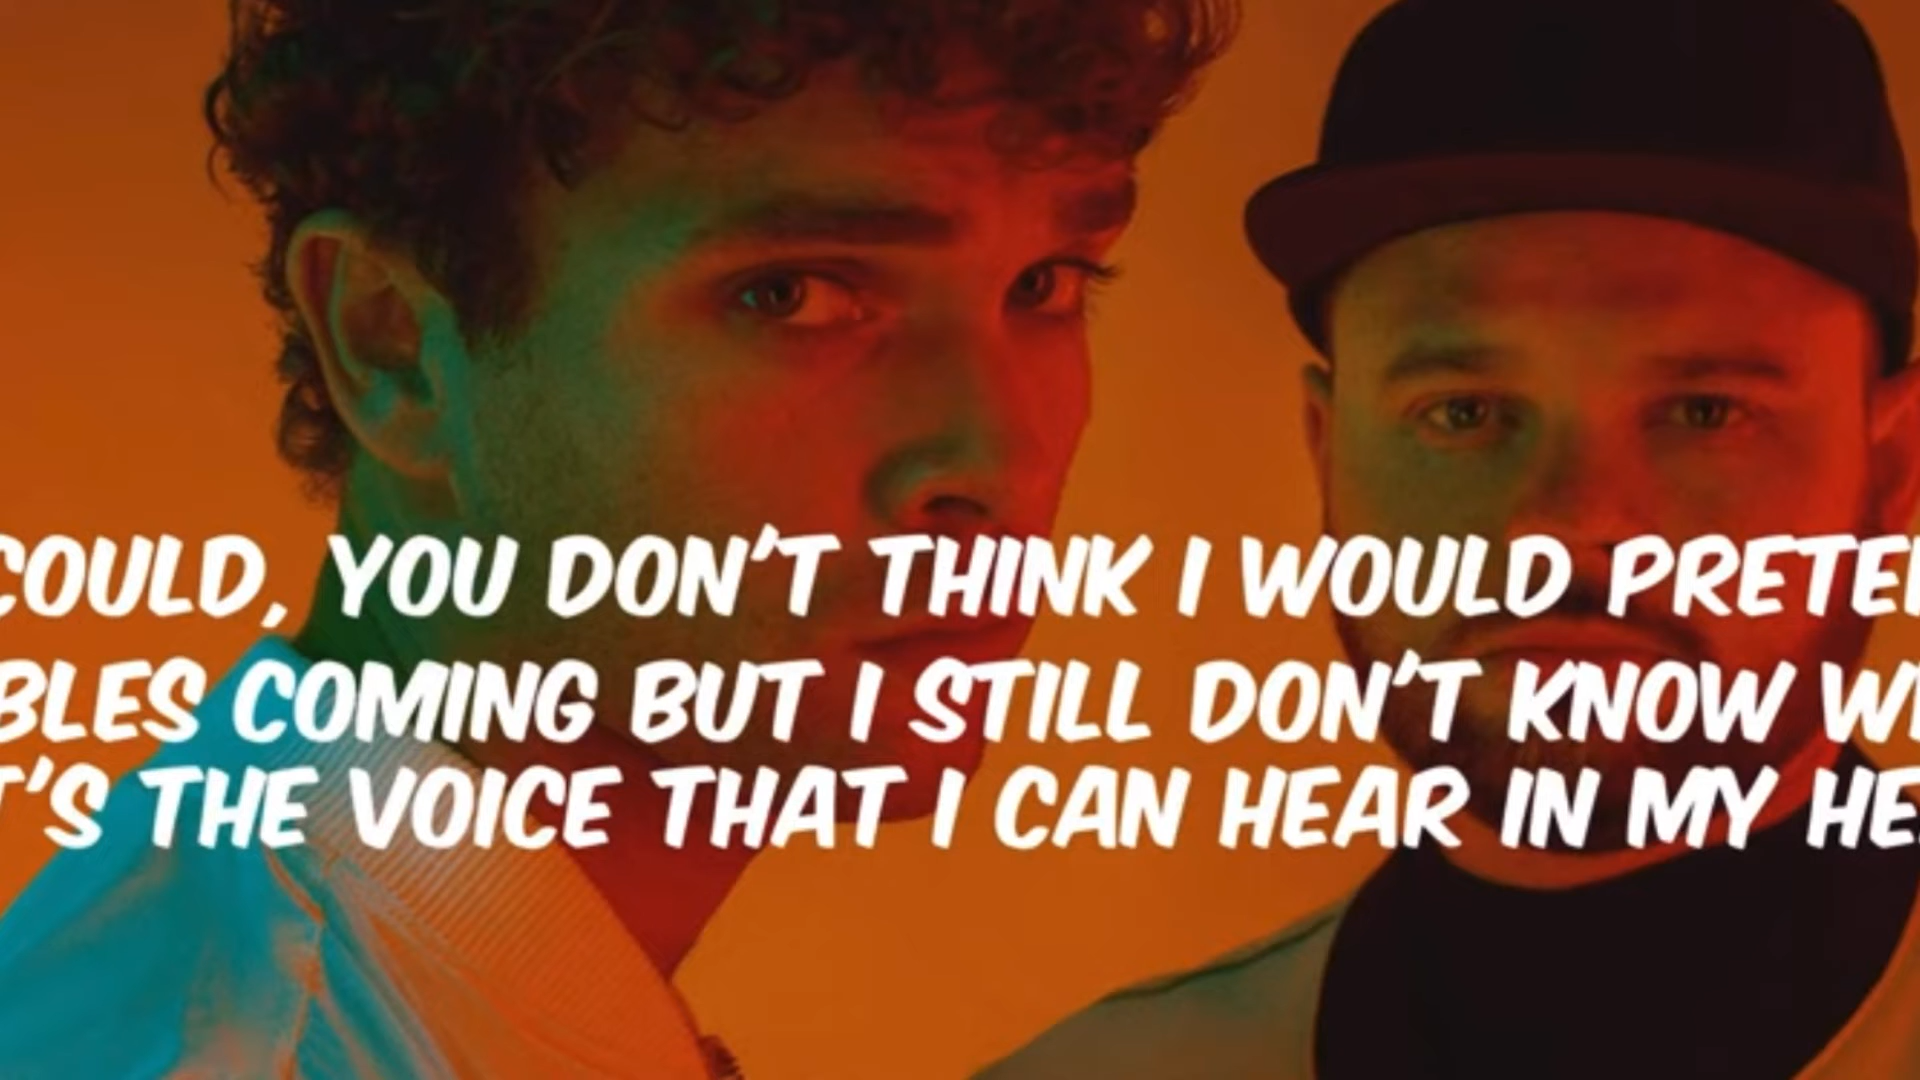 COULD, YOU DON'T THINK I WOULD
COMING BUT I STILL DON'T KNOW
THE VOICE THAT I CAN HEAR IN MY